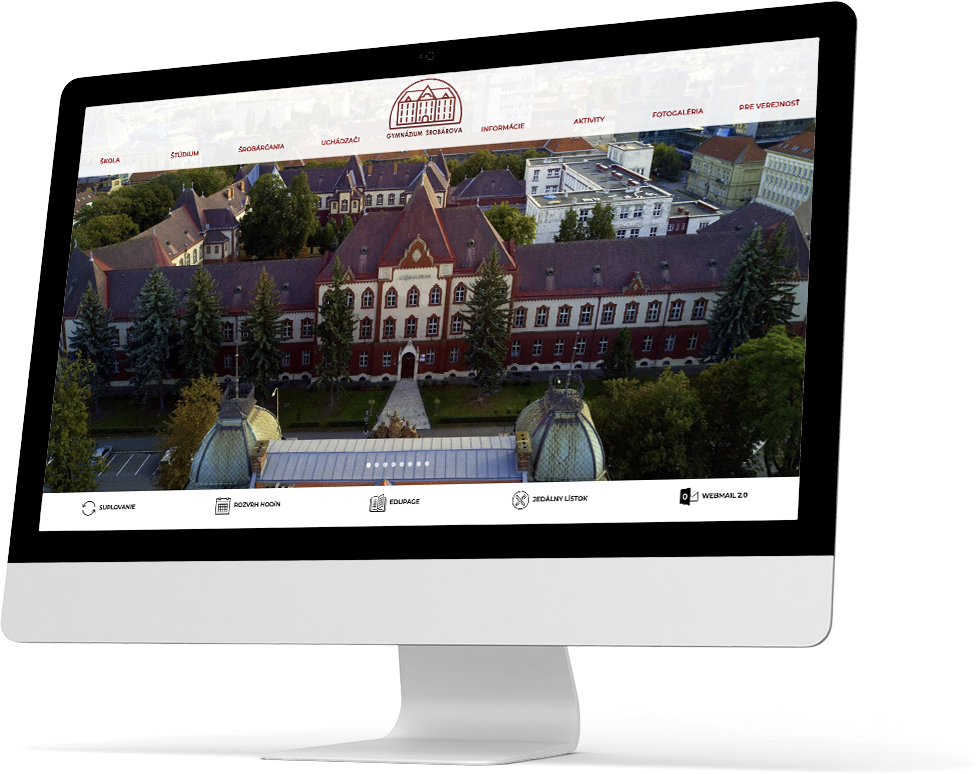 ŠKOLA
ŠTÚDIUM
ŠROBÁRČANIA
UCHÁDZAČI
GYMNÁZIUM ŠROBÁROVA
INFORMÁCIE
AKTIVITY
FOTOGALÉRIA
PRE VEREJNOSŤ
SUPLOVANIE
ROZVRH HODÍN
EDUPAGE
JEDÁLNY LÍSTOK
WEBMAIL 2.0